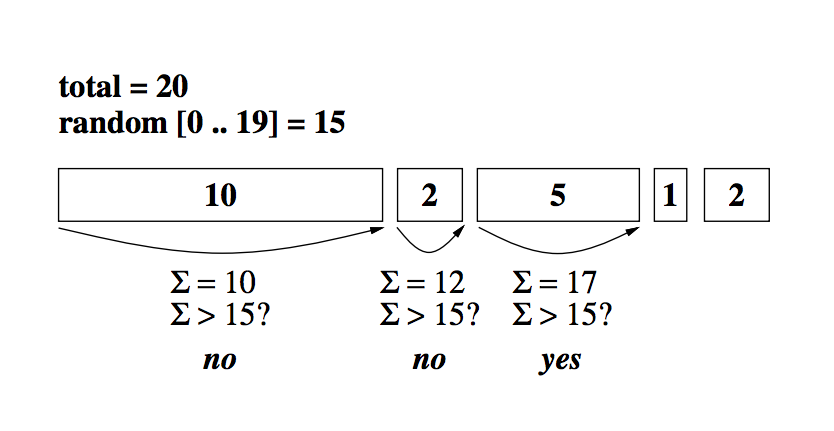 total = 20
random [0 .. 19] = 15
10 2 5 1 2
Σ = 10 Σ = 12 Σ = 17
Σ > 15? Σ > 15? Σ > 15?
no no yes